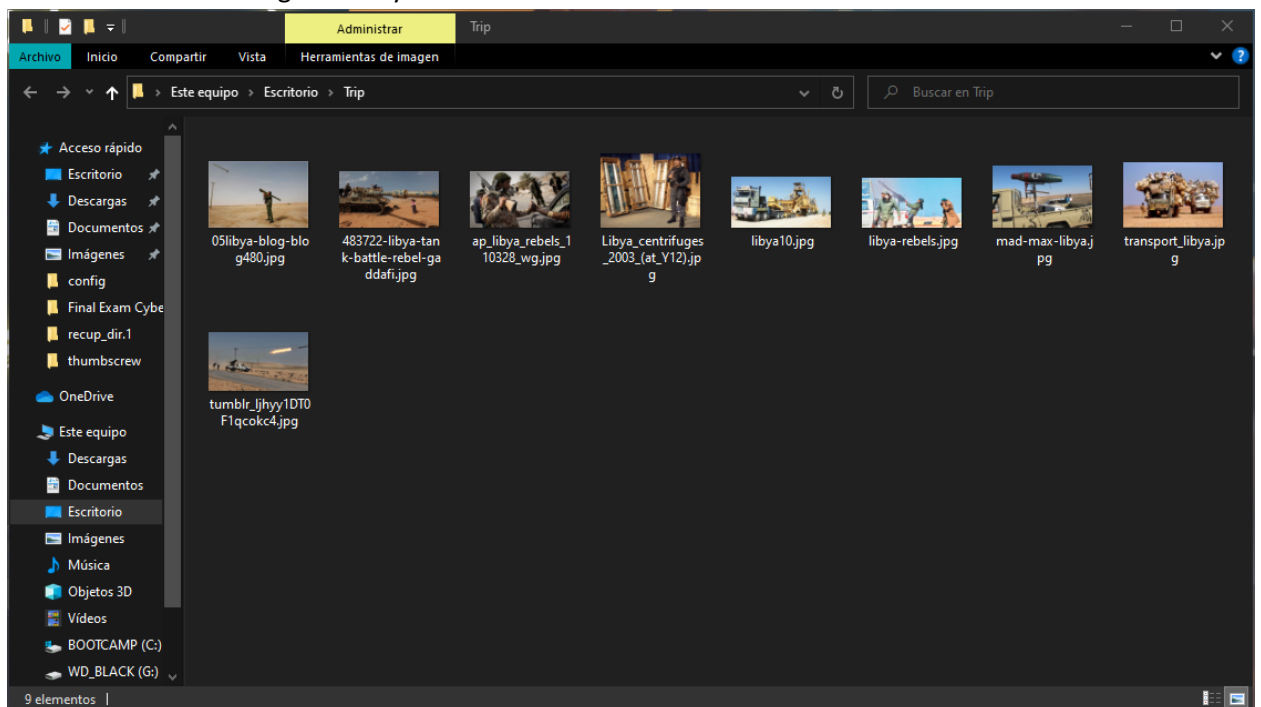 Administrar
Trip
Archivo
Inicio
Compartir
Vista
Herramientas de imagen
Este equipo > Escritorio > Trip
Buscar en Trip
Acceso rápido
Escritorio
Descargas
Documentos
Imágenes
config
Final Exam Cybe
recup_dir.1
thumbscrew
OneDrive
Este equipo
Descargas
Documentos
Escritorio
Imágenes
Música
Objetos 3D
Vídeos
BOOTCAMP (C:)
WD_BLACK (G:)
05libya-blog-blo
g480.jpg
483722-libya-tan
k-battle-rebel-ga
ddafi.jpg
ap_libya_rebels_1
10328_wg.jpg
Libya_centrifuges
_2003_(at_Y12).jp
g
libya10.jpg
libya-rebels.jpg
mad-max-libya.j
pg
transport_libya.jp
g
tumblr_ljhyy1DT0
F1qcokc4.jpg
9 elementos